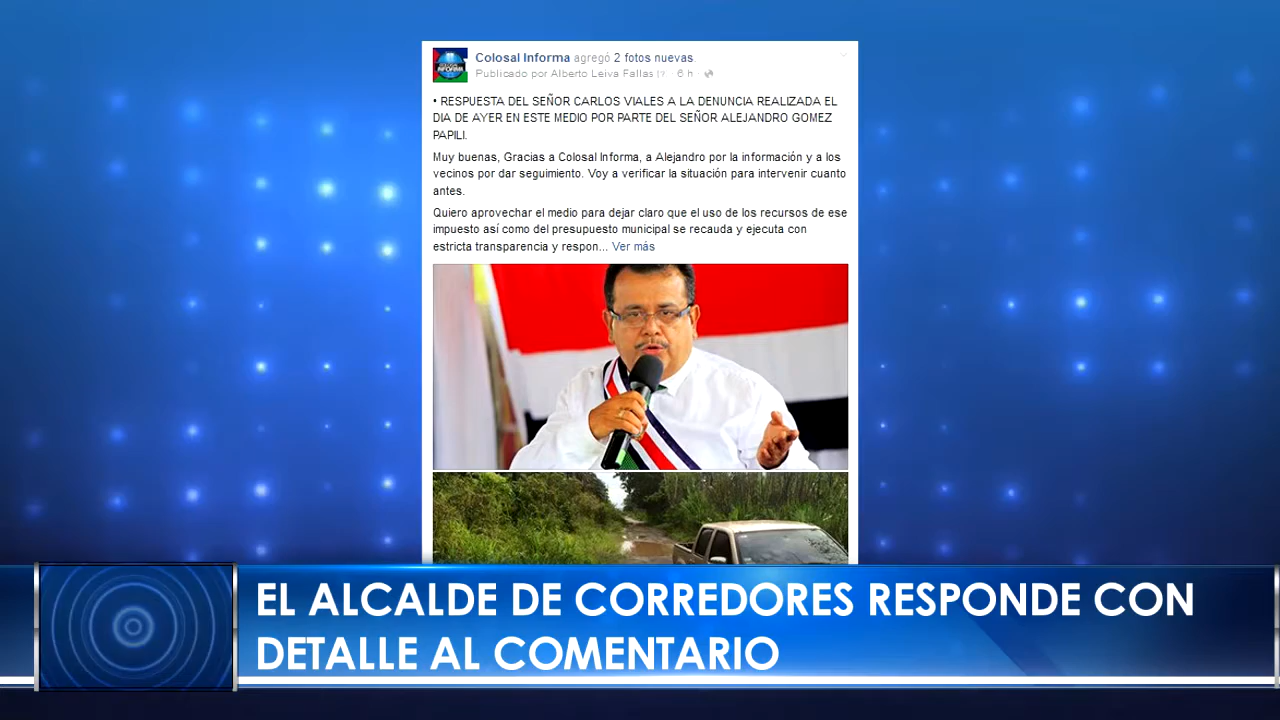 Colosal Informa agregó 2 fotos nuevas.
Publicado por Alberto Leiva Fallas [?] · 6 h ·
• RESPUESTA DEL SEÑOR CARLOS VIALES A LA DENUNCIA REALIZADA EL
DIA DE AYER EN ESTE MEDIO POR PARTE DEL SEÑOR ALEJANDRO GOMEZ
PAPILI.
Muy buenas, Gracias a Colosal Informa, a Alejandro por la información y a los
vecinos por dar seguimiento. Voy a verificar la situación para intervenir cuanto
antes.
Quiero aprovechar el medio para dejar claro que el uso de los recursos de ese
impuesto así como del presupuesto municipal se recauda y ejecuta con
estricta transparencia y respon... Ver más
EL ALCALDE DE CORREDORES RESPONDE CON
DETALLE AL COMENTARIO